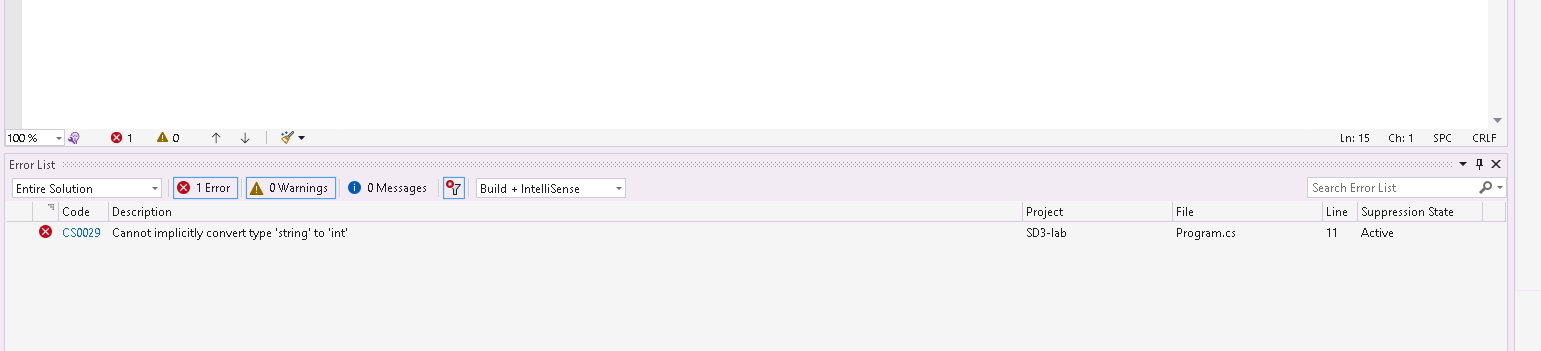 100 % 1 0 Ln: 15 Ch: 1 SPC CRLF
Error List
Entire Solution 1 Error 0 Warnings 0 Messages Build + IntelliSense Search Error List
Code Description Project File Line Suppression State
CS0029 Cannot implicitly convert type 'string' to 'int' SD3-lab Program.cs 11 Active